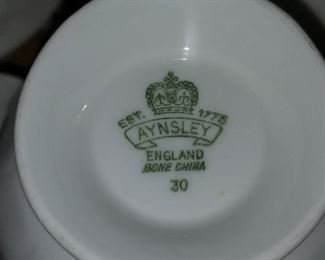 EST. 1775
AYNSLEY
ENGLAND
BONE CHINA
30